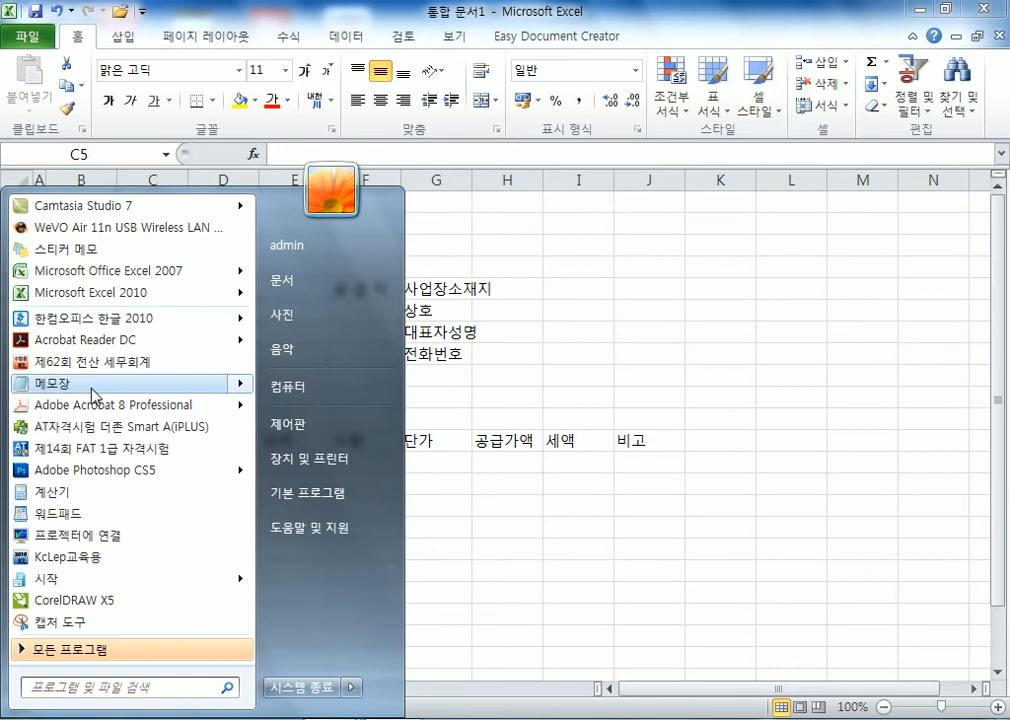 통합 문서1 - Microsoft Excel
파일 홈 삽입 페이지 레이아웃 수식 데이터 검토 보기 Easy Document Creator
붙여넣기
맑은 고딕 11 일반
가 가
가 가 가 가 내천
조건부 서식 표 서식 셀 스타일
삽입
삭제
서식
정렬 및 필터 찾기 및 선택
클립보드 글꼴 맞춤 표시 형식 스타일 셀 편집
C5 fx
A B C D E F G H I J K L M N
Camtasia Studio 7
WeVO Air 11n USB Wireless LAN ...
스티커 메모
Microsoft Office Excel 2007
Microsoft Excel 2010
한컴오피스 한글 2010
Acrobat Reader DC
제62회 전산 세무회계
메모장
Adobe Acrobat 8 Professional
AT자격시험 더존 Smart A(iPLUS)
제14회 FAT 1급 자격시험
Adobe Photoshop CS5
계산기
워드패드
프로젝터에 연결
KcLep교육용
시작
CorelDRAW X5
캡처 도구
모든 프로그램
프로그램 및 파일 검색
admin
문서
사진
음악
컴퓨터
제어판
장치 및 프린터
기본 프로그램
도움말 및 지원
시스템 종료
사업장소재지
상호
대표자성명
전화번호
단가 공급가액 세액 비고
100%